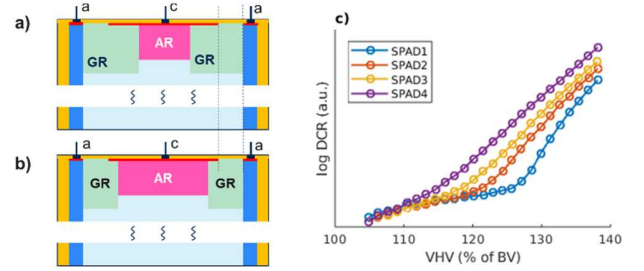 a)
a c a
GR AR GR
b)
a c a
GR AR GR
c)
log DCR (a.u.)
SPAD1
SPAD2
SPAD3
SPAD4
100 110 120 130 140
VHV (% of BV)